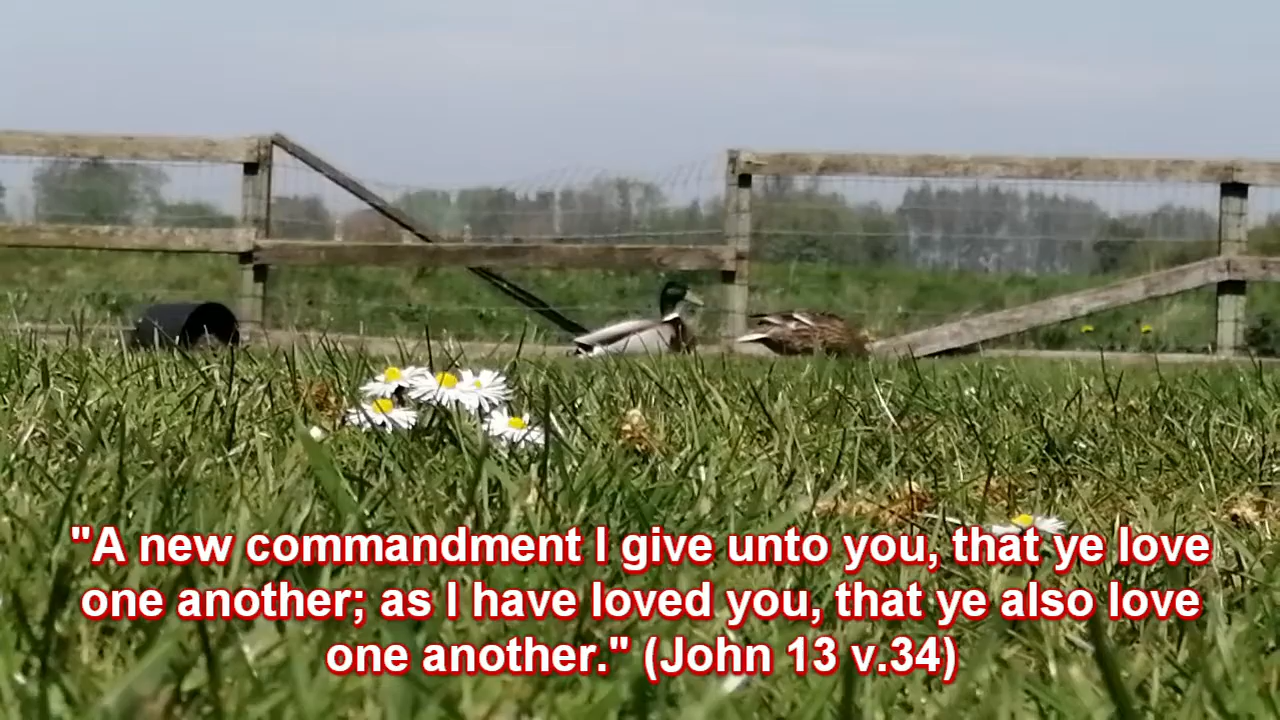 "A new commandment I give unto you, that ye love
one another; as I have loved you, that ye also love
one another." (John 13 v.34)